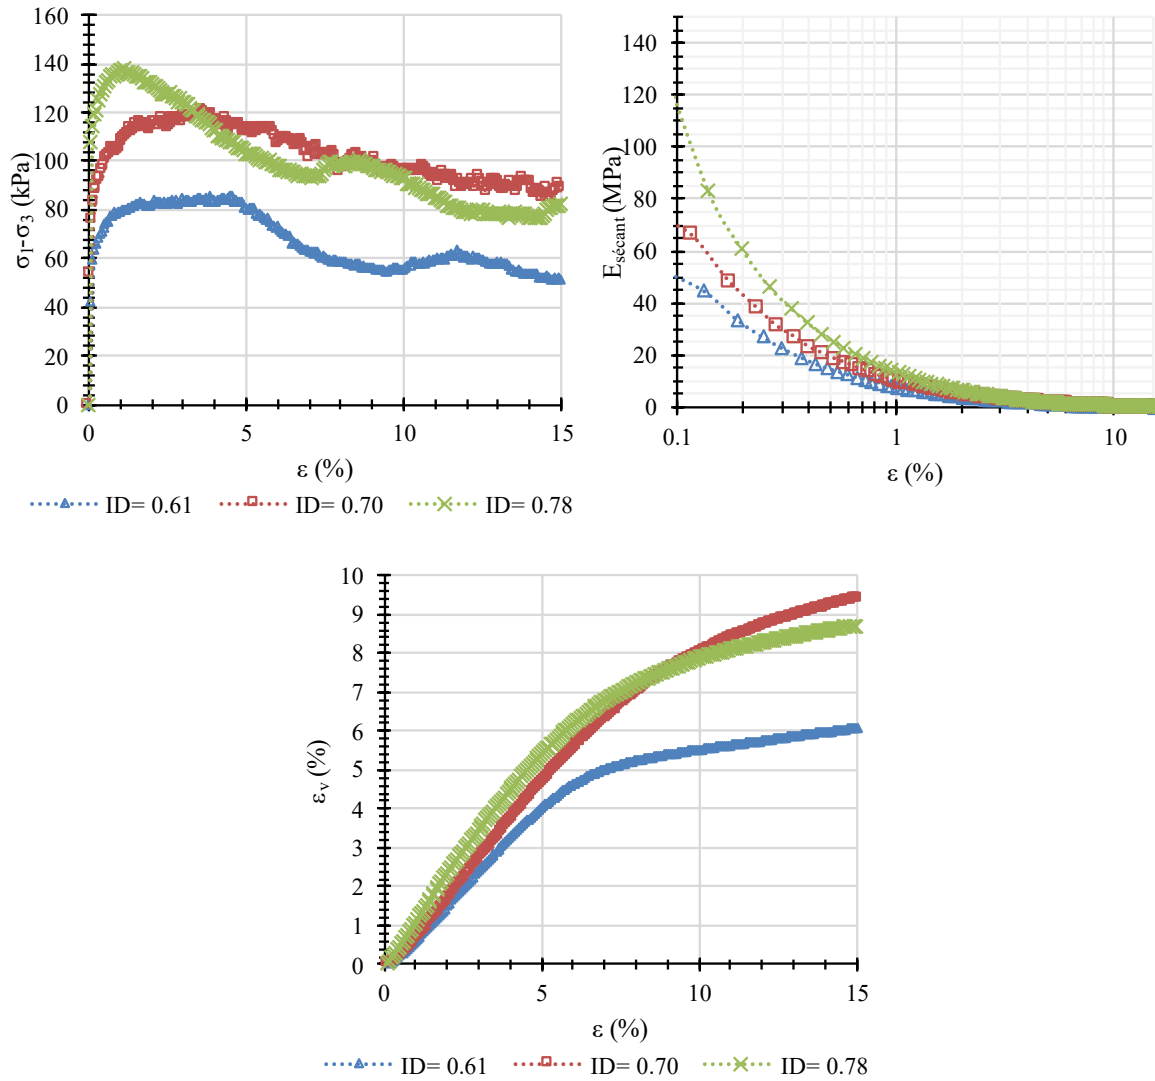 σ1-σ3 (kPa)
160
140
120
100
80
60
40
20
0
0 5 10 15
ε (%)
Esécant (MPa)
140
120
100
80
60
40
20
0
0.1 1 10
ε (%)
ID= 0.61 ID= 0.70 ID= 0.78
εv (%)
10
9
8
7
6
5
4
3
2
1
0
0 5 10 15
ε (%)
ID= 0.61 ID= 0.70 ID= 0.78